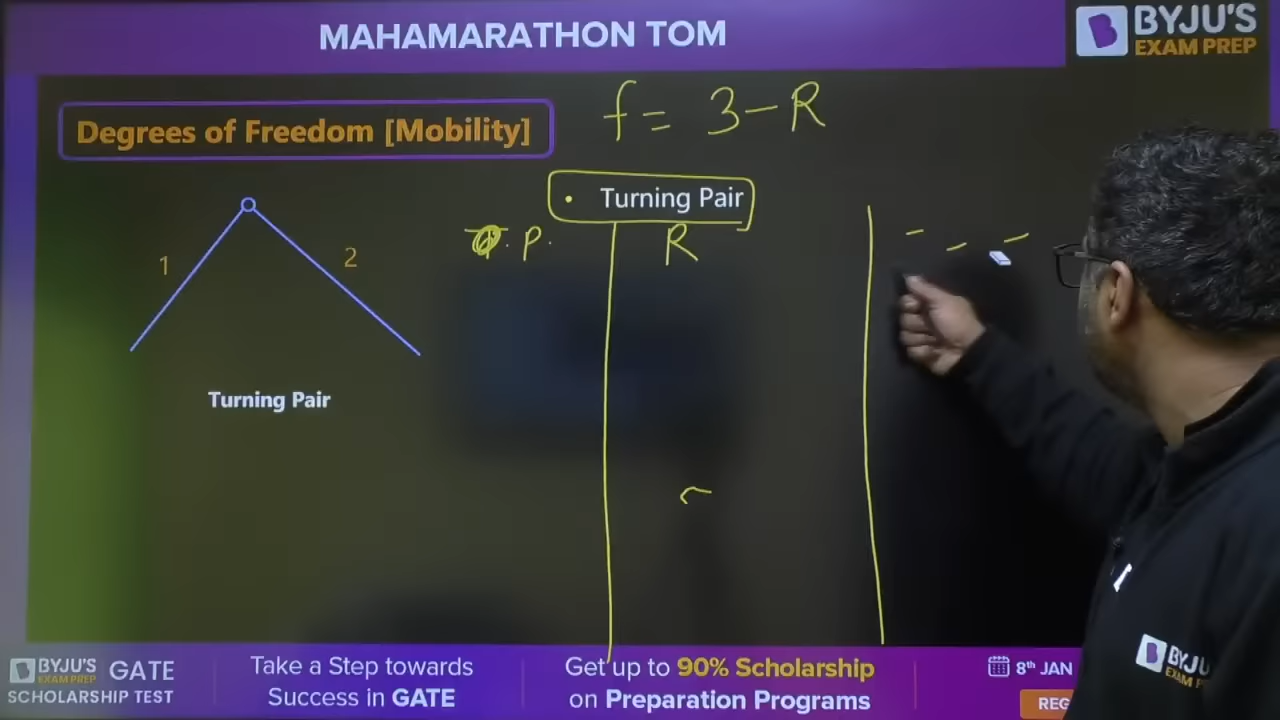 MAHAMARATHON TOM
BYJU'S
EXAM PREP
Degrees of Freedom [Mobility]
f = 3 - R
• Turning Pair
P.
R
1
2
Turning Pair
BYJU'S
EXAM PREP
GATE
SCHOLARSHIP TEST
Take a Step towards
Success in GATE
Get up to 90% Scholarship
on Preparation Programs
8th JAN
REG
BYJU
EXAM P